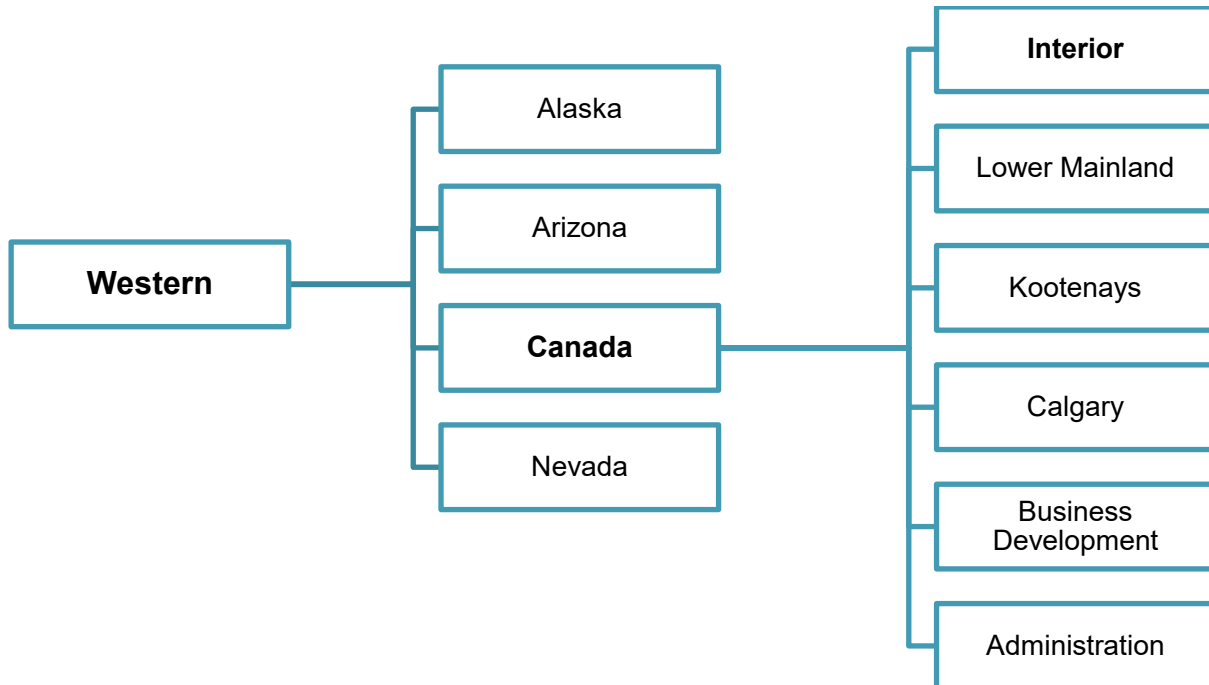 Western
Alaska
Arizona
Canada
Nevada
Interior
Lower Mainland
Kootenays
Calgary
Business
Development
Administration